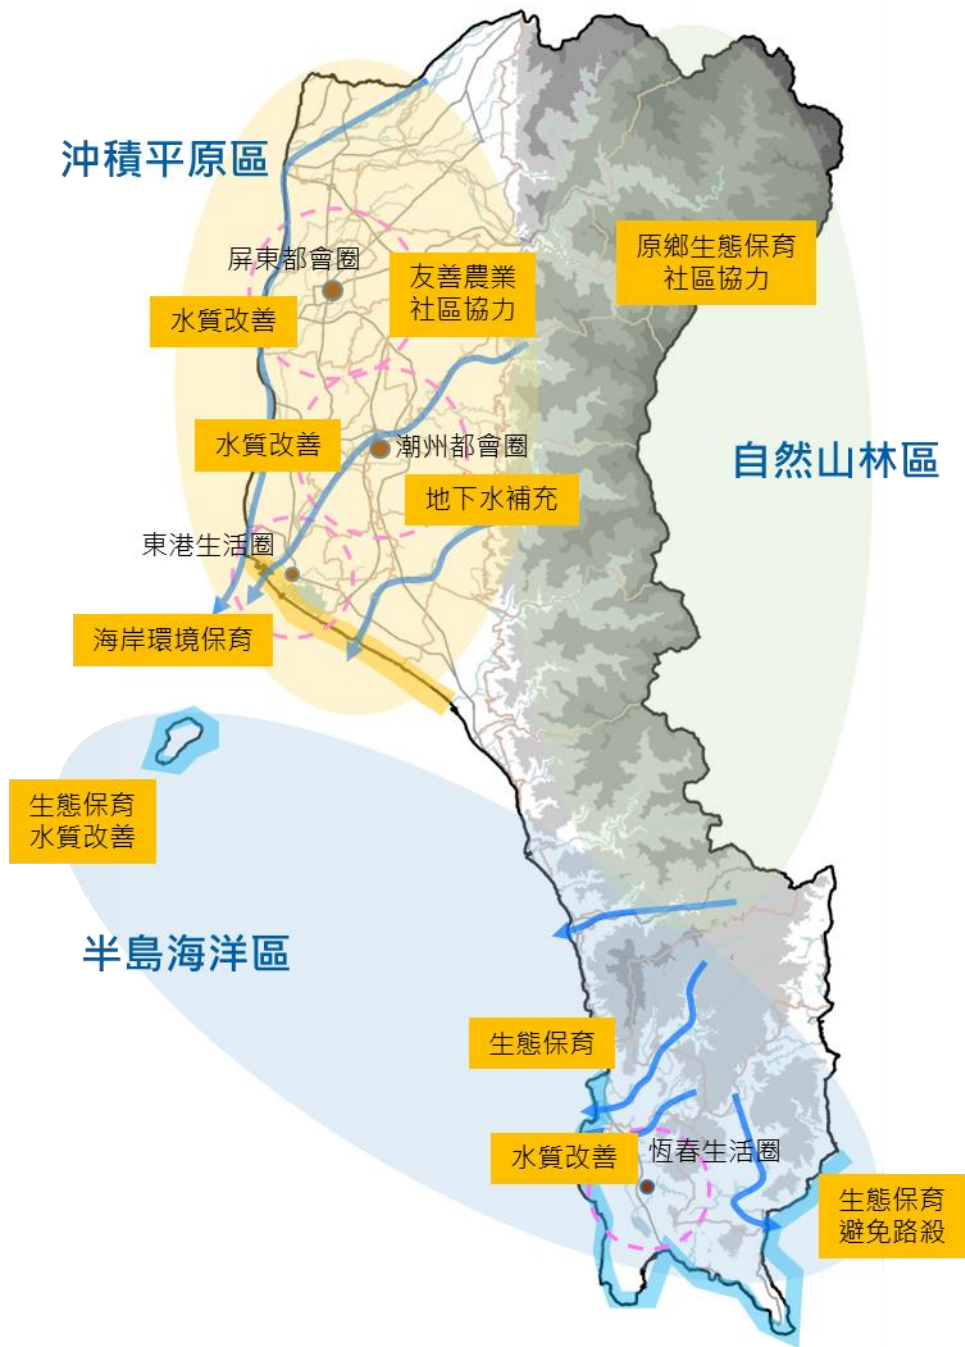 沖積平原區
屏東都會圈
友善農業
社區協力
原鄉生態保育
社區協力
水質改善
水質改善
潮州都會圈
自然山林區
地下水補充
東港生活圈
海岸環境保育
生態保育
水質改善
半島海洋區
生態保育
水質改善
恆春生活圈
生態保育
避免路殺